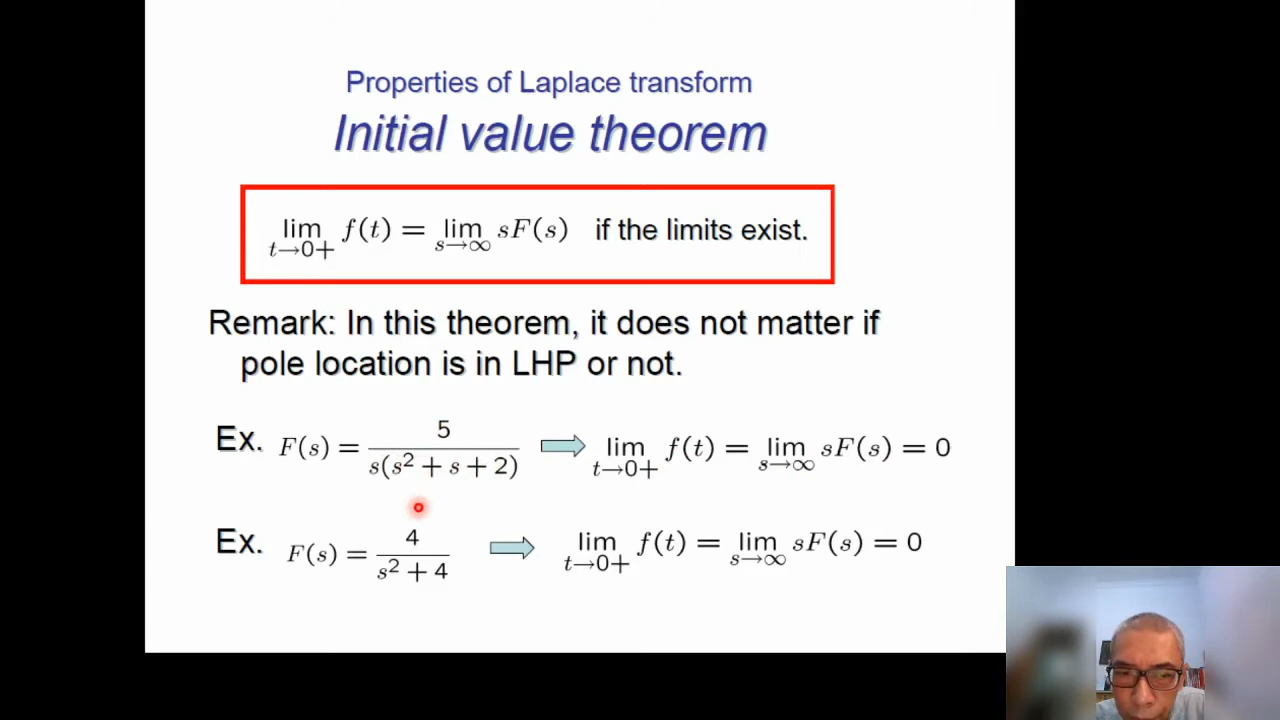 Properties of Laplace transform
Initial value theorem
lim f(t) = lim sF(s) if the limits exist.
t→0+ s→∞
Remark: In this theorem, it does not matter if
pole location is in LHP or not.
Ex. F(s) = 5 / s(s² + s + 2) ⇒ lim t→0+ f(t) = lim s→∞ sF(s) = 0
Ex. F(s) = 4 / s² + 4 ⇒ lim t→0+ f(t) = lim s→∞ sF(s) = 0